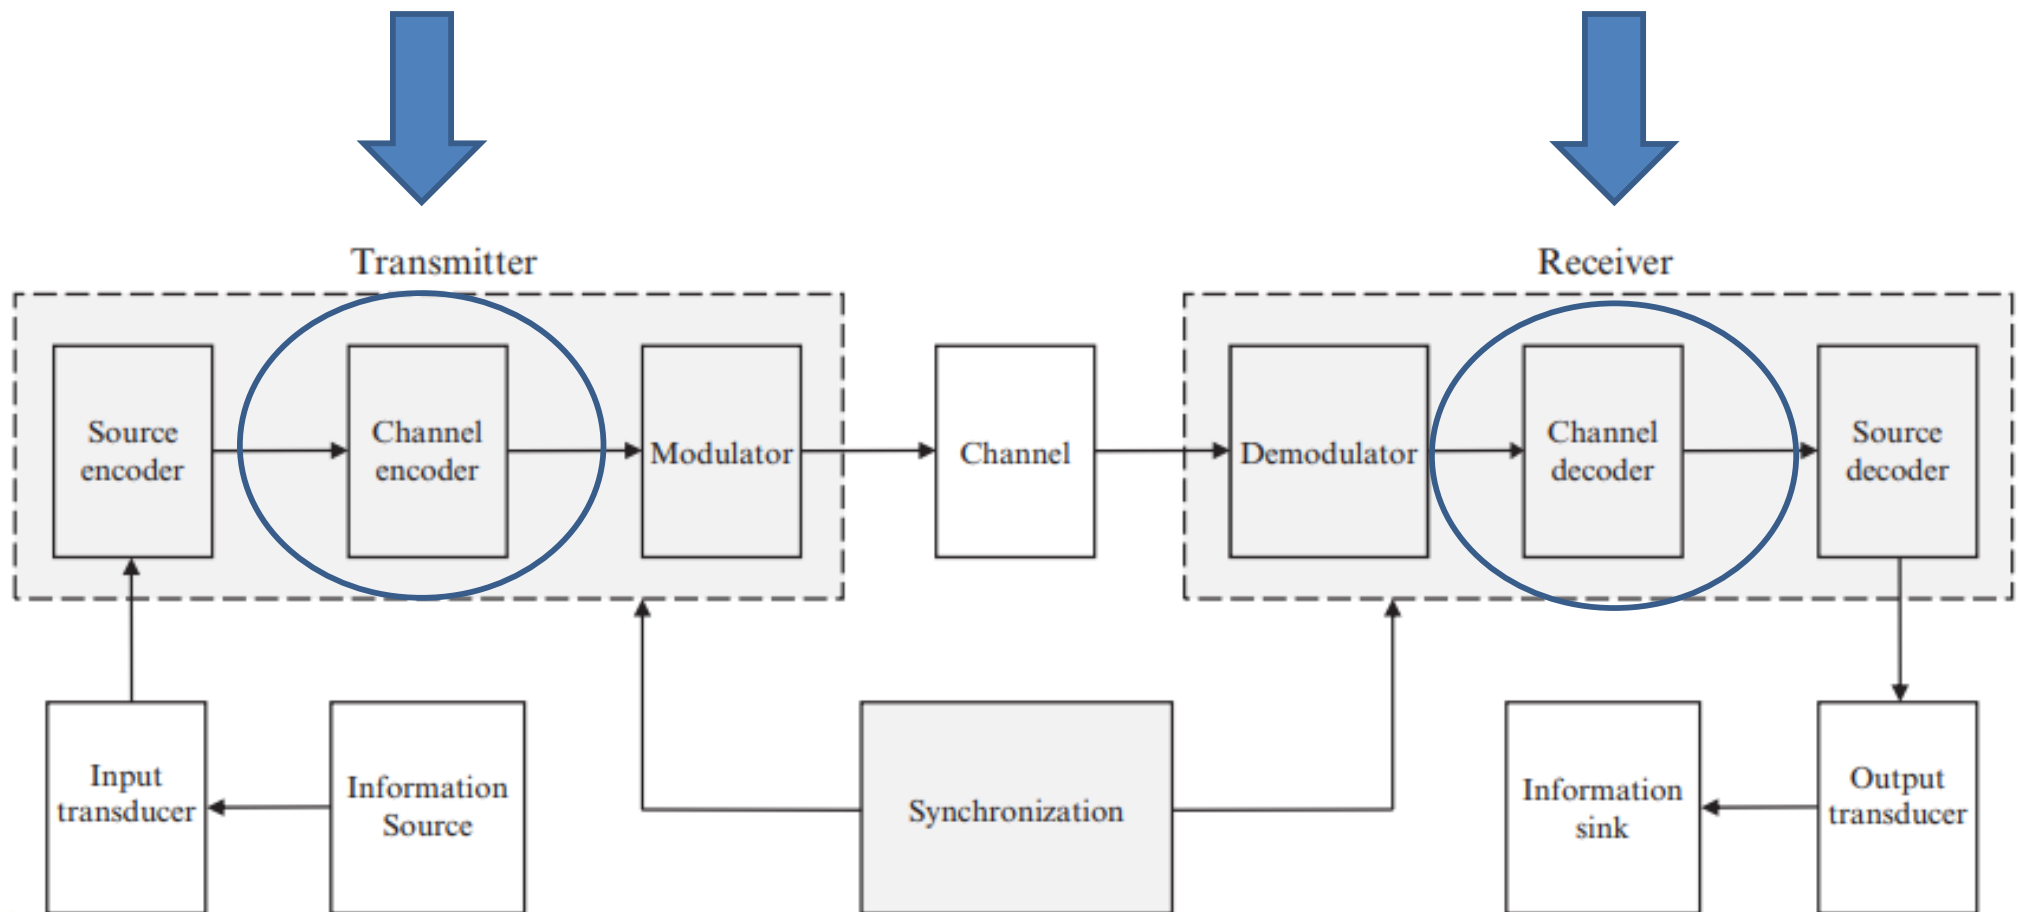 Transmitter
Receiver
Source
encoder
Channel
encoder
Modulator
Channel
Demodulator
Channel
decoder
Source
decoder
Input
transducer
Information
Source
Synchronization
Information
sink
Output
transducer